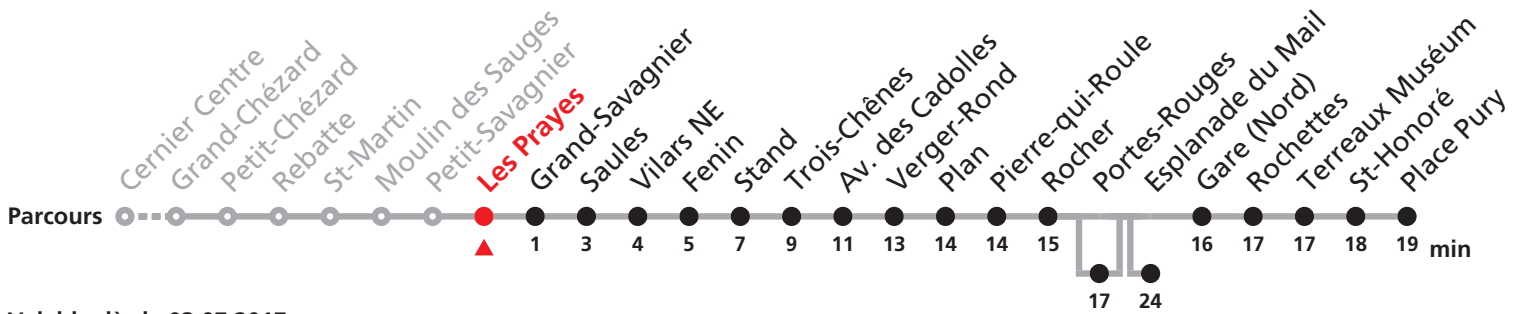 Cernier Centre
Grand-Chézard
Petit-Chézard
Rebatte
St-Martin
Moulin des Sauges
Petit-Savagnier
Les Prayes
Grand-Savagnier
Saules
Vilars NE
Fenin
Stand
Trois-Chênes
Av. des Cadolles
Verger-Rond
Plan
Pierre-qui-Roule
Rocher
Portes-Rouges
Esplanade du Mail
Gare (Nord)
Rochettes
Terreaux Muséum
St-Honoré
Place Pury
Parcours
1 3 4 5 7 9 11 13 14 14 15 16 17 17 18 19 min
17 24